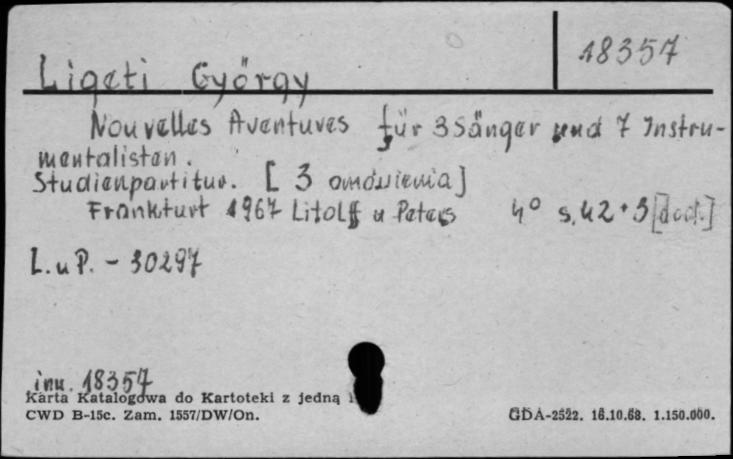 18357
Ligeti György
Nouvelles Aventures für 3 Sänger und 7 Instru-
mentalisten.
Studienpartitur. [3 omówienia]
Frankfurt 1967 Litolff u Peters 4° s. 42 + 3 [dod.]
L. u P. - 30297
inw. 18357
Karta Katalogowa do Kartoteki z jedną
CWD B-15c. Zam. 1557/DW/On.
GDA-2522. 16.10.68. 1.150.000.